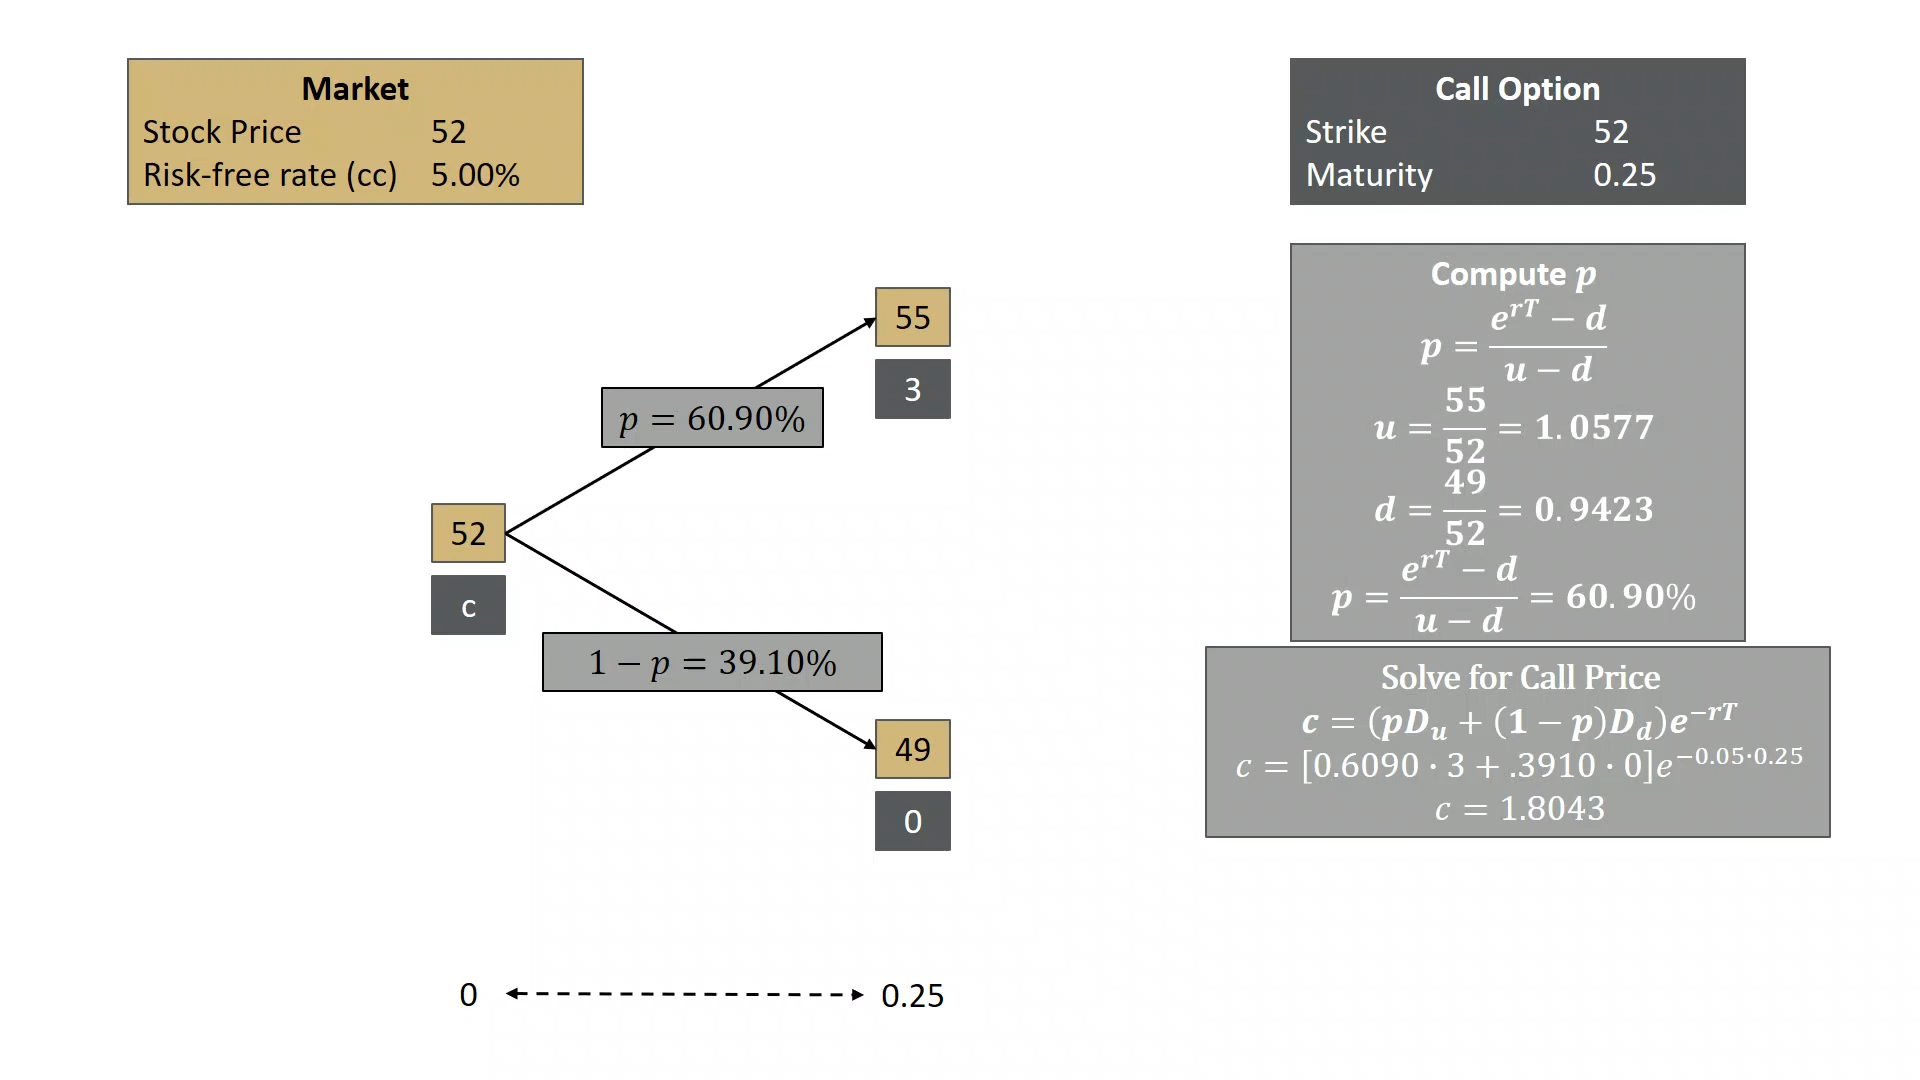 Market
Stock Price 52
Risk-free rate (cc) 5.00%
Call Option
Strike 52
Maturity 0.25
55
3
p = 60.90%
52
c
1 − p = 39.10%
49
0
0
0.25
Compute p
p = (e^{rT} − d) / (u − d)
u = 55/52 = 1.0577
d = 49/52 = 0.9423
p = (e^{rT} − d) / (u − d) = 60.90%
Solve for Call Price
c = (pD_u + (1 − p)D_d)e^{−rT}
c = [0.6090 · 3 + .3910 · 0]e^{−0.05·0.25}
c = 1.8043